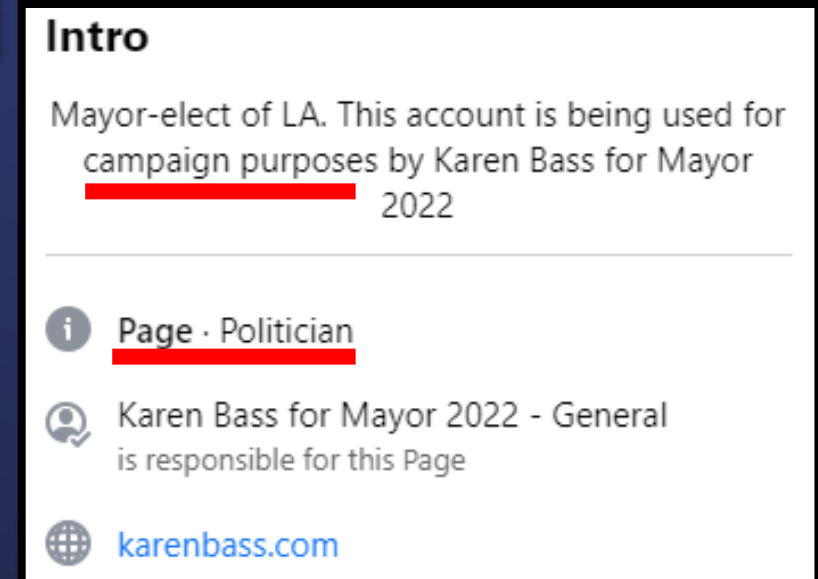 Intro
Mayor-elect of LA. This account is being used for
campaign purposes by Karen Bass for Mayor
2022
Page · Politician
Karen Bass for Mayor 2022 - General
is responsible for this Page
karenbass.com